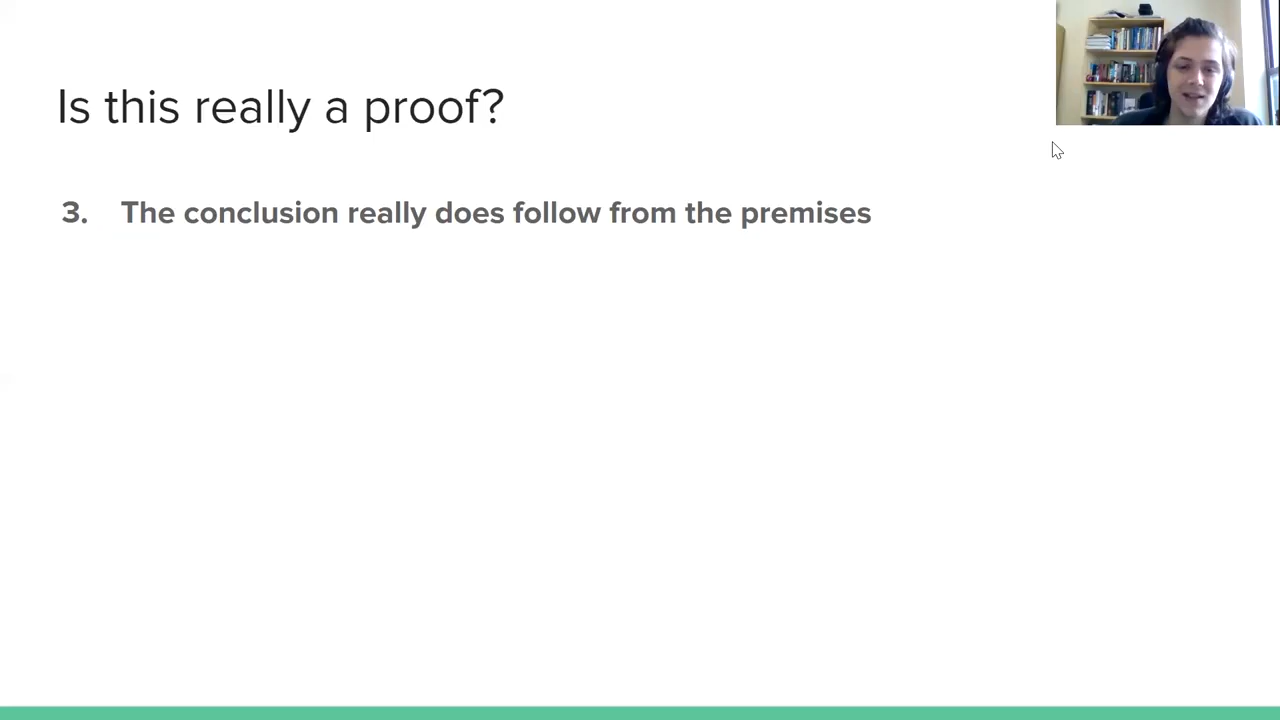 Is this really a proof?
3. The conclusion really does follow from the premises